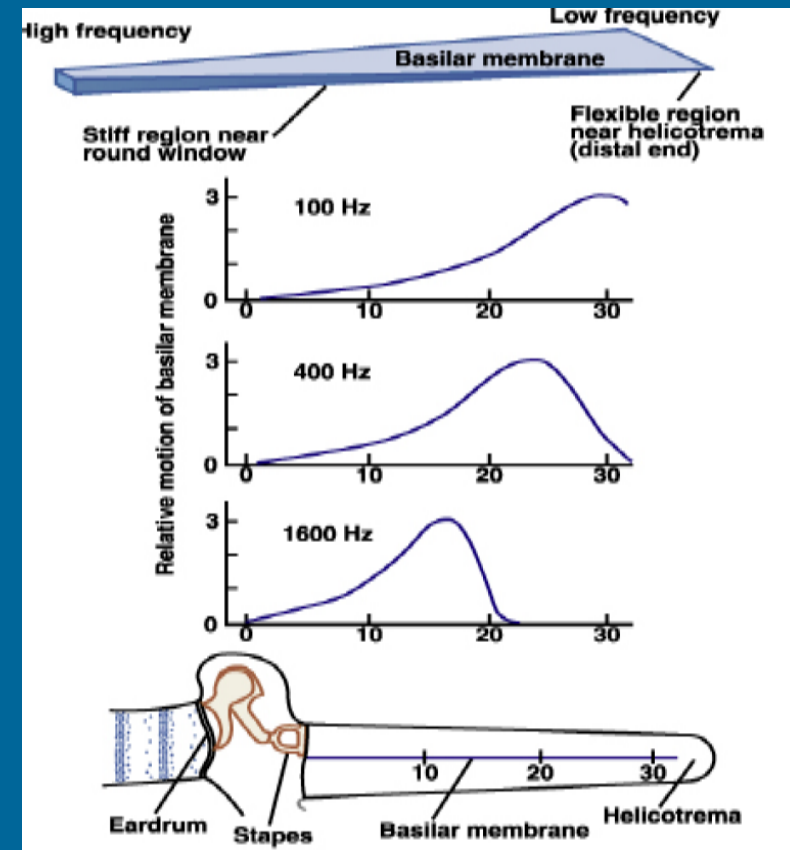 High frequency
Low frequency
Basilar membrane
Stiff region near
round window
Flexible region
near helicotrema
(distal end)
Relative motion of basilar membrane
3
100 Hz
0
0 10 20 30
3
400 Hz
0
0 10 20 30
3
1600 Hz
0
0 10 20 30
10 20 30
Eardrum
Stapes
Basilar membrane
Helicotrema